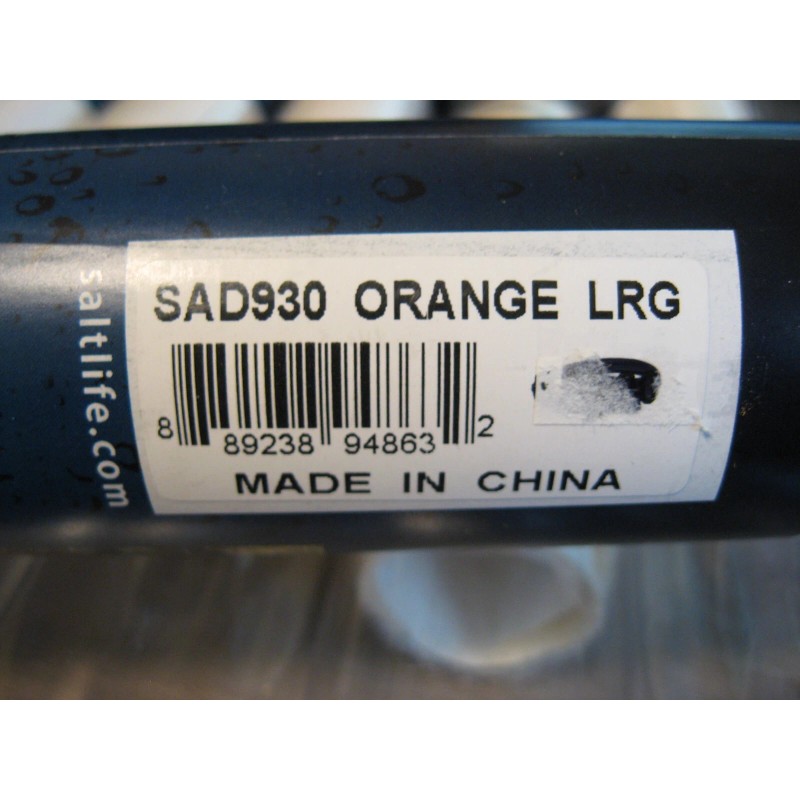 SAD930 ORANGE LRG
8 89238 94863 2
MADE IN CHINA
saltlife.com